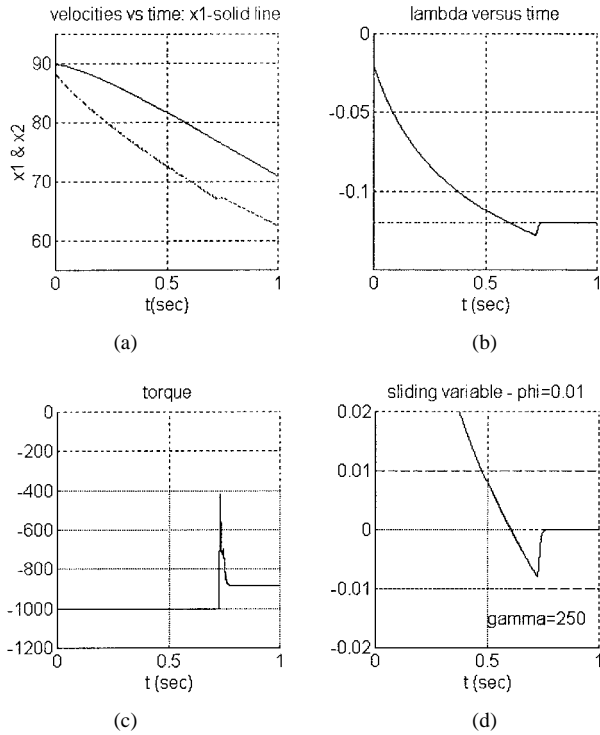 velocities vs time: x1-solid line
90
80
70
60
x1 & x2
0
0.5
1
t(sec)
(a)
lambda versus time
0
-0.05
-0.1
0
0.5
1
t (sec)
(b)
torque
0
-200
-400
-600
-800
-1000
-1200
0
0.5
1
t (sec)
(c)
sliding variable - phi=0.01
0.02
0.01
0
-0.01
-0.02
gamma=250
0
0.5
1
t (sec)
(d)